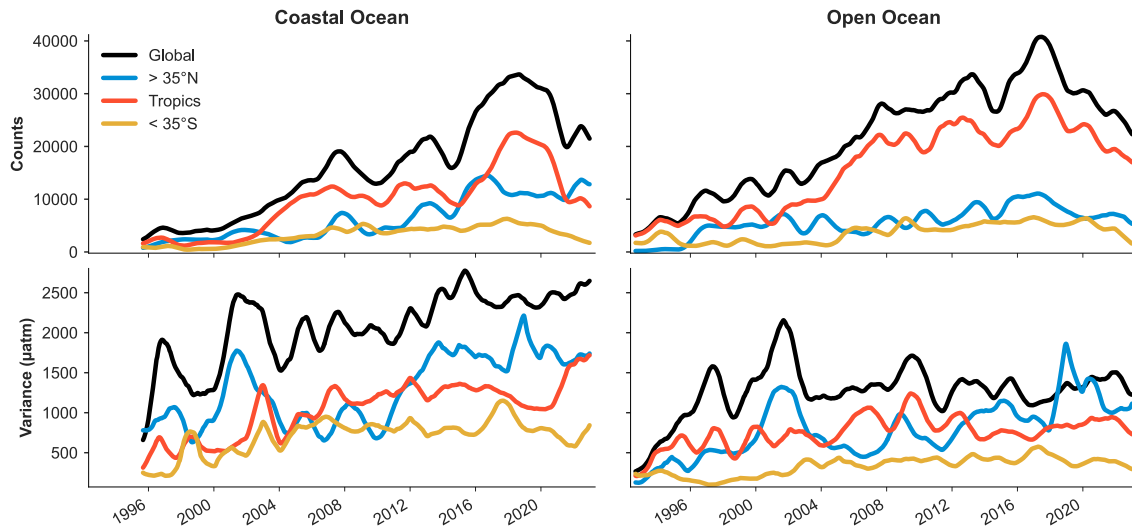 Coastal Ocean
Open Ocean
Counts
40000
30000
20000
10000
0
Global
> 35°N
Tropics
< 35°S
Variance (µatm)
2500
2000
1500
1000
500
1996 2000 2004 2008 2012 2016 2020
1996 2000 2004 2008 2012 2016 2020